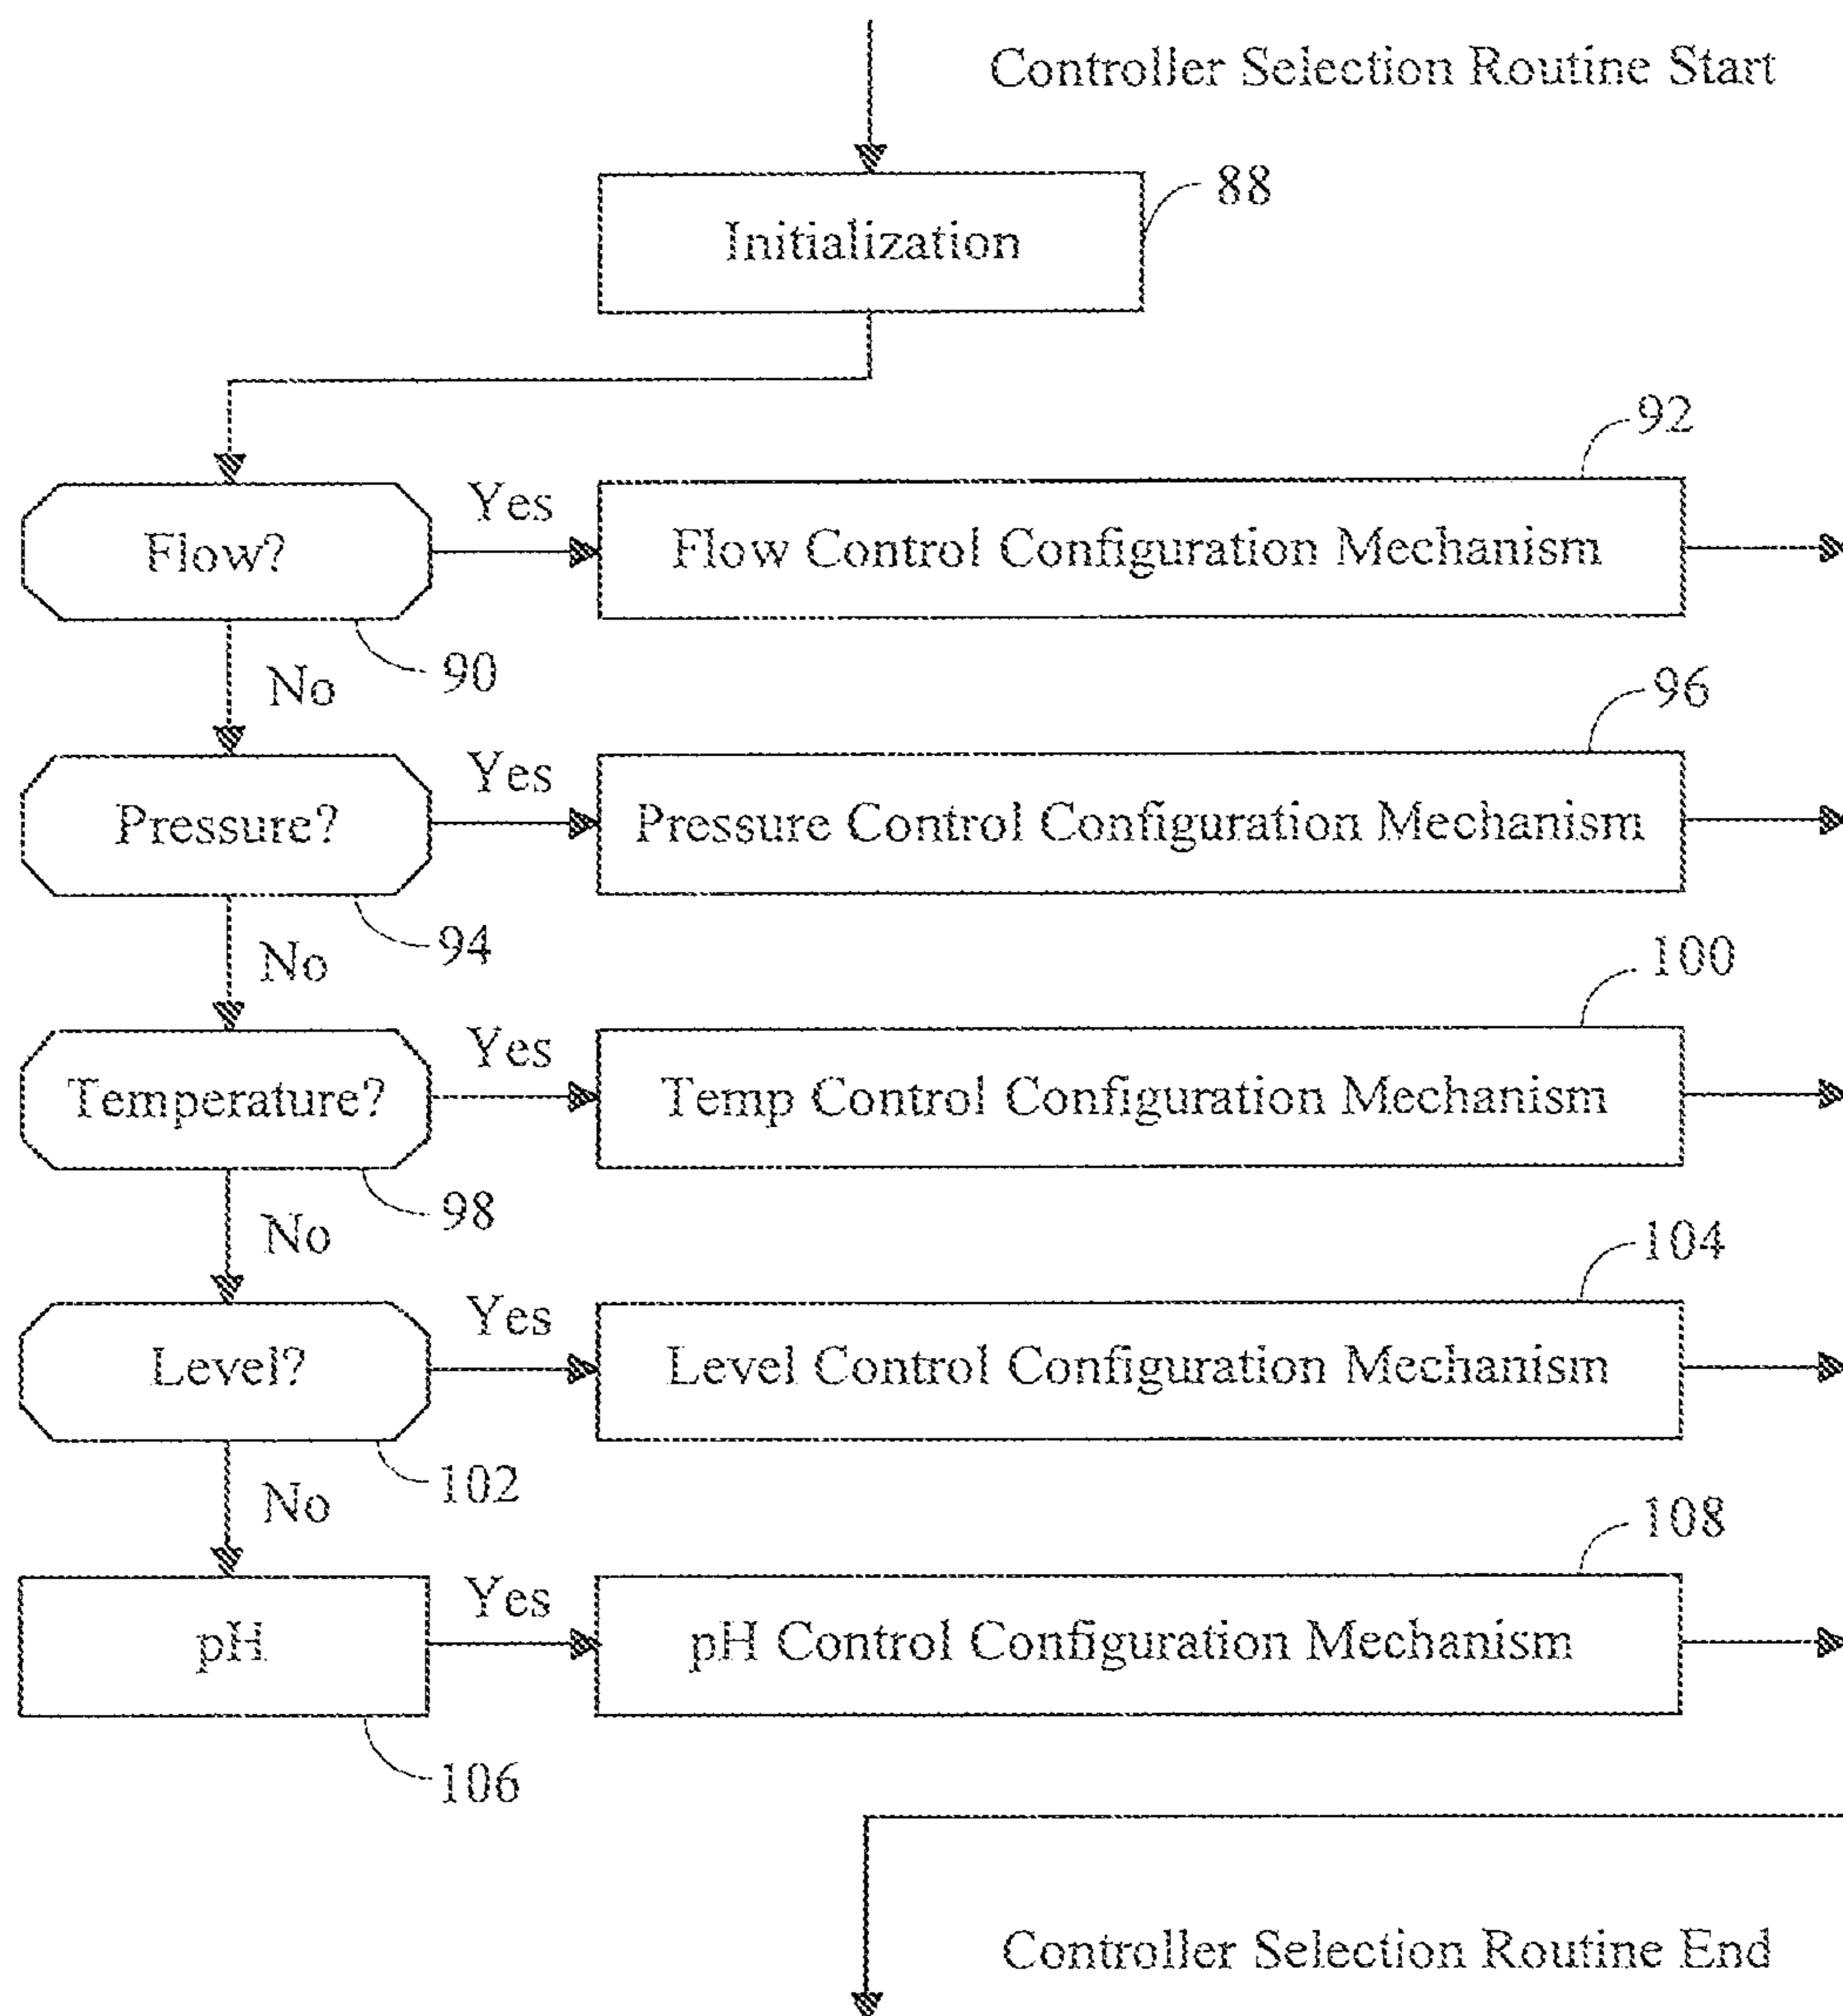 Controller Selection Routine Start
88
Initialization
92
Flow?
Yes
Flow Control Configuration Mechanism
90
No
96
Pressure?
Yes
Pressure Control Configuration Mechanism
94
No
100
Temperature?
Yes
Temp Control Configuration Mechanism
98
No
104
Level?
Yes
Level Control Configuration Mechanism
102
No
108
pH
Yes
pH Control Configuration Mechanism
106
Controller Selection Routine End